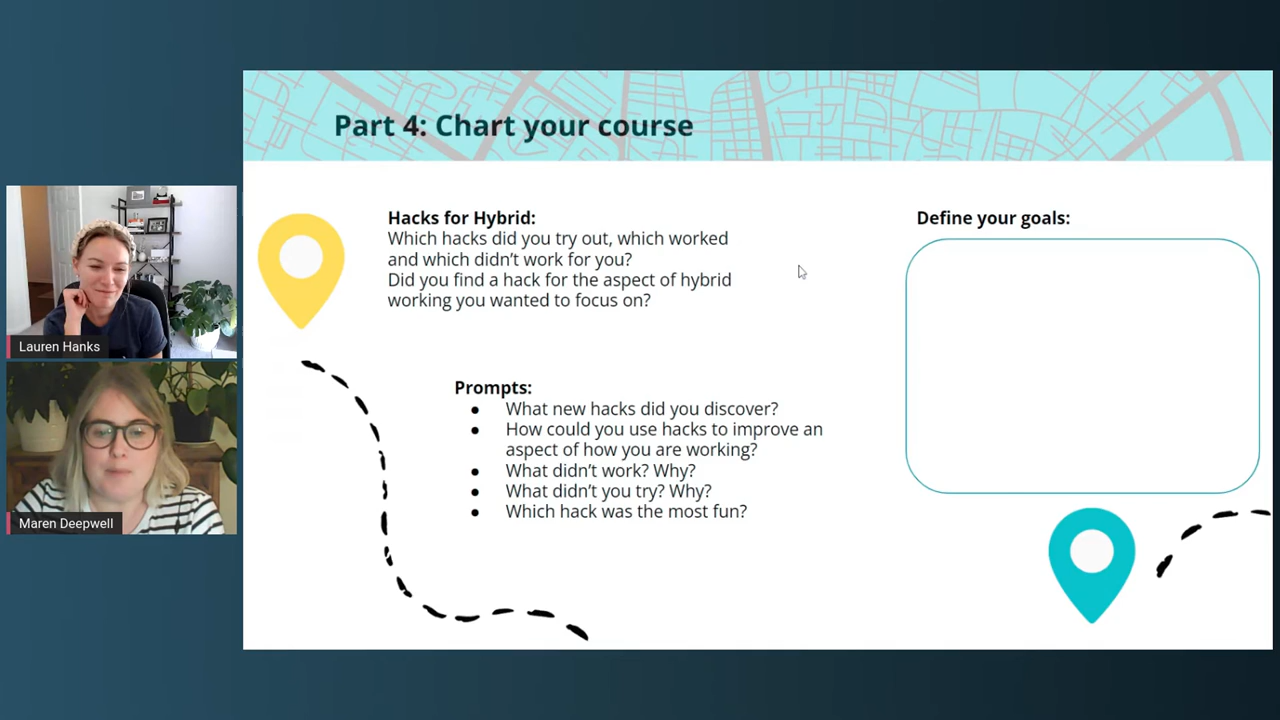 Part 4: Chart your course
Hacks for Hybrid:
Which hacks did you try out, which worked
and which didn't work for you?
Did you find a hack for the aspect of hybrid
working you wanted to focus on?
Define your goals:
Prompts:
● What new hacks did you discover?
● How could you use hacks to improve an
aspect of how you are working?
● What didn't work? Why?
● What didn't you try? Why?
● Which hack was the most fun?
Lauren Hanks
Maren Deepwell